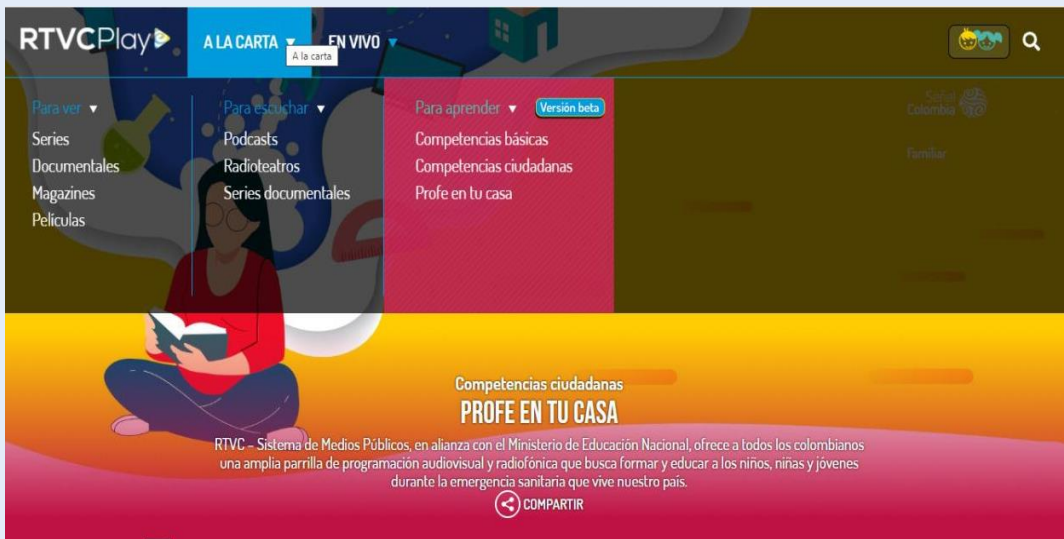 RTVCPlay
A LA CARTA
EN VIVO
A la carta
Para ver
Series
Documentales
Magazines
Películas
Para escuchar
Podcasts
Radioteatros
Series documentales
Para aprender
Versión beta
Competencias básicas
Competencias ciudadanas
Profe en tu casa
Señal
Colombia
Familiar
Competencias ciudadanas
PROFE EN TU CASA
RTVC – Sistema de Medios Públicos, en alianza con el Ministerio de Educación Nacional, ofrece a todos los colombianos
una amplia parrilla de programación audiovisual y radiofónica que busca formar y educar a los niños, niñas y jóvenes
durante la emergencia sanitaria que vive nuestro país.
COMPARTIR